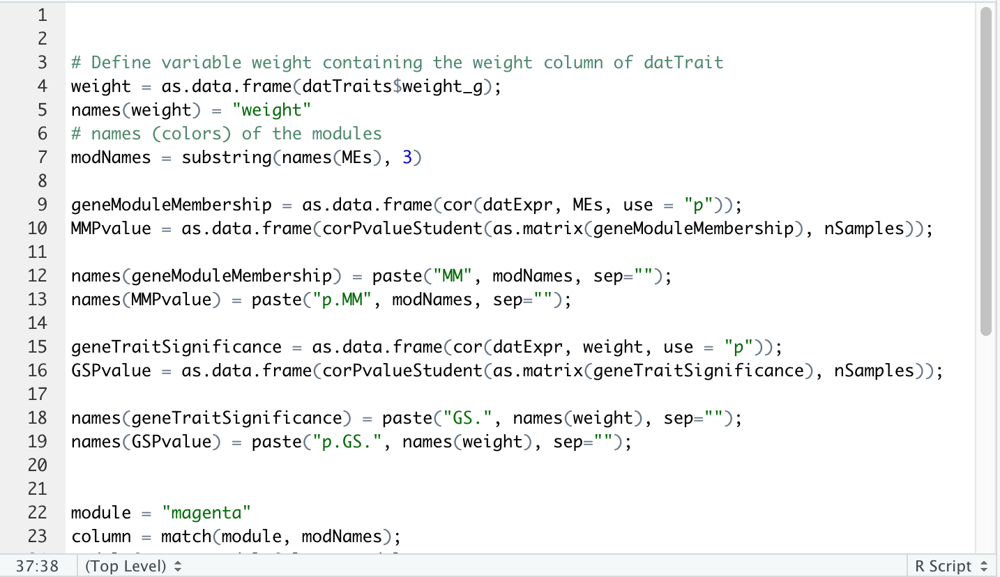 1
2
3 # Define variable weight containing the weight column of datTrait
4 weight = as.data.frame(datTraits$weight_g);
5 names(weight) = "weight"
6 # names (colors) of the modules
7 modNames = substring(names(MEs), 3)
8
9 geneModuleMembership = as.data.frame(cor(datExpr, MEs, use = "p"));
10 MMPvalue = as.data.frame(corPvalueStudent(as.matrix(geneModuleMembership), nSamples));
11
12 names(geneModuleMembership) = paste("MM", modNames, sep="");
13 names(MMPvalue) = paste("p.MM", modNames, sep="");
14
15 geneTraitSignificance = as.data.frame(cor(datExpr, weight, use = "p"));
16 GSPvalue = as.data.frame(corPvalueStudent(as.matrix(geneTraitSignificance), nSamples));
17
18 names(geneTraitSignificance) = paste("GS.", names(weight), sep="");
19 names(GSPvalue) = paste("p.GS.", names(weight), sep="");
20
21
22 module = "magenta"
23 column = match(module, modNames);
37:38 (Top Level) R Script